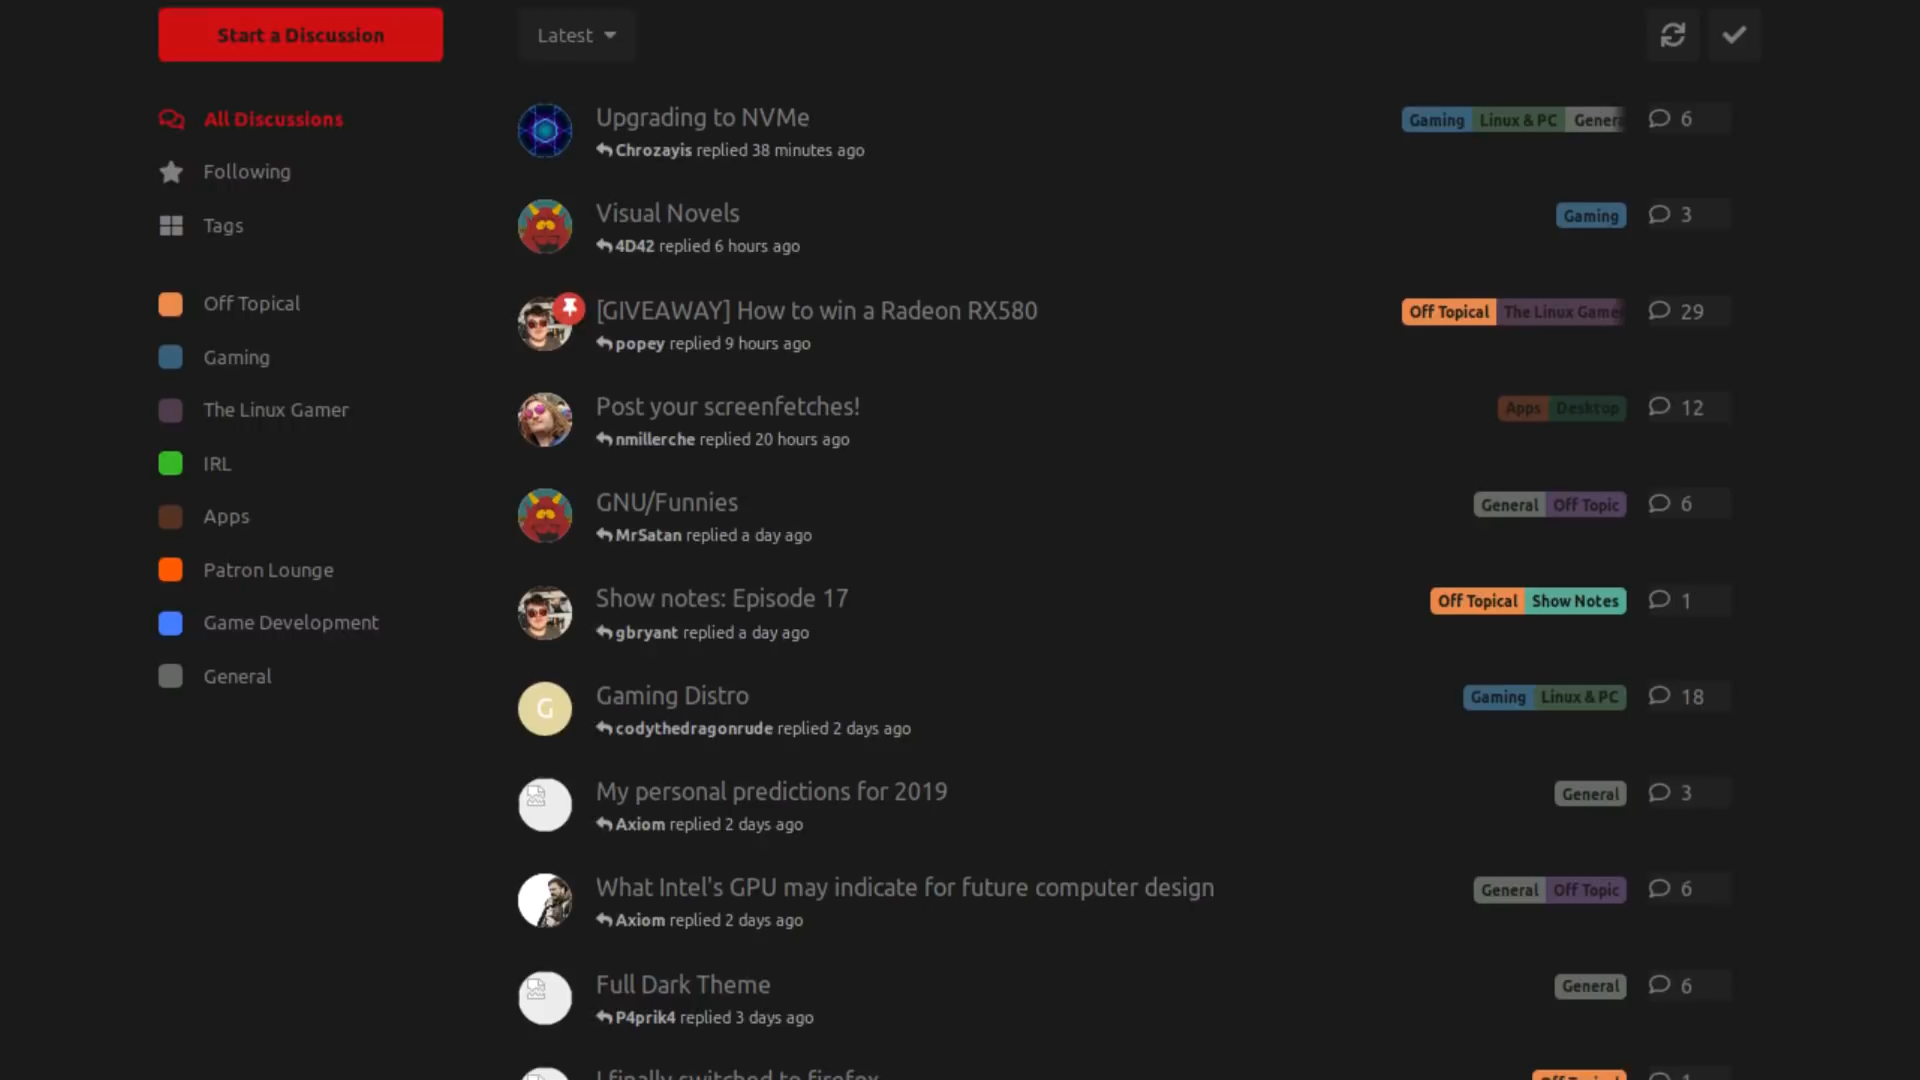 Start a Discussion
Latest
All Discussions
Following
Tags
Off Topical
Gaming
The Linux Gamer
IRL
Apps
Patron Lounge
Game Development
General
Upgrading to NVMe
Gaming Linux & PC 6
Chrozayis replied 38 minutes ago
Visual Novels
Gaming 3
4D42 replied 6 hours ago
[GIVEAWAY] How to win a Radeon RX580
Off Topical The Linux Game 29
popey replied 9 hours ago
Post your screenfetches!
Apps Desktop 12
nmillerche replied 20 hours ago
GNU/Funnies
General Off Topic 6
MrSatan replied a day ago
Show notes: Episode 17
Off Topical Show Notes 1
gbryant replied a day ago
G
Gaming Distro
Gaming Linux & PC 18
codythedragonrude replied 2 days ago
My personal predictions for 2019
General 3
Axiom replied 2 days ago
What Intel's GPU may indicate for future computer design
General Off Topic 6
Axiom replied 2 days ago
Full Dark Theme
General 6
P4prik4 replied 3 days ago
I finally switched to firefox